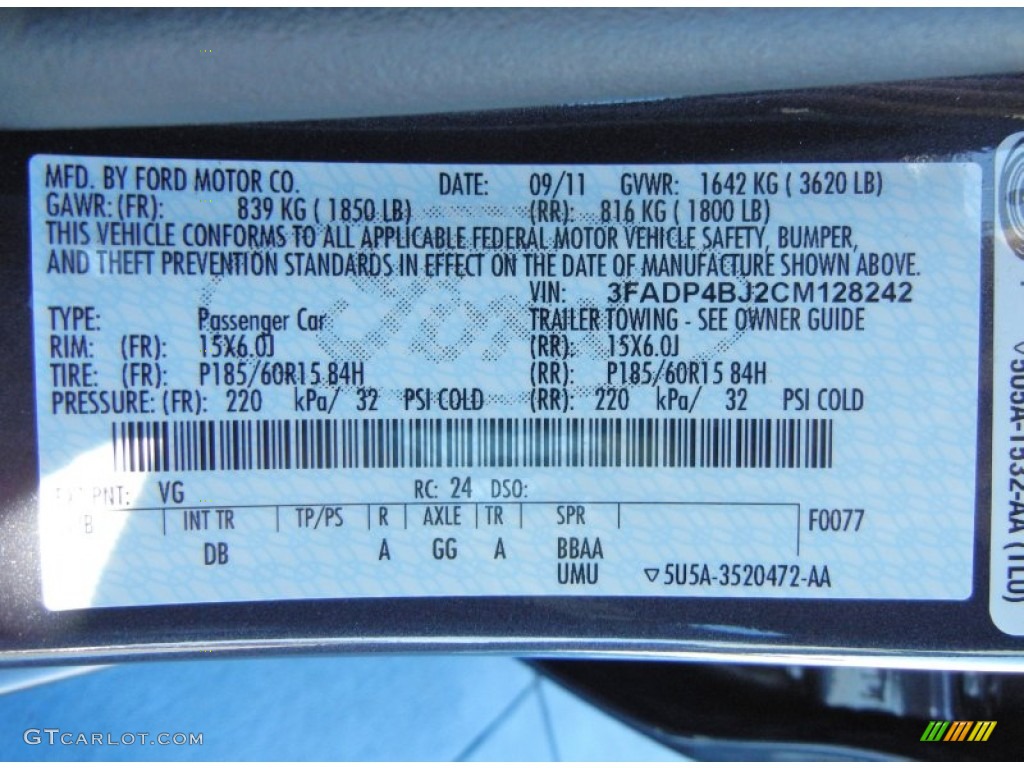 MFD. BY FORD MOTOR CO. DATE: 09/11 GVWR: 1642 KG ( 3620 LB)
GAWR: (FR): 839 KG ( 1850 LB) (RR): 816 KG ( 1800 LB)
THIS VEHICLE CONFORMS TO ALL APPLICABLE FEDERAL MOTOR VEHICLE SAFETY, BUMPER,
AND THEFT PREVENTION STANDARDS IN EFFECT ON THE DATE OF MANUFACTURE SHOWN ABOVE.
VIN: 3FADP4BJ2CM128242
TYPE: Passenger Car TRAILER TOWING - SEE OWNER GUIDE
RIM: (FR): 15X6.0J (RR): 15X6.0J
TIRE: (FR): P185/60R15 84H (RR): P185/60R15 84H
PRESSURE: (FR): 220 kPa/ 32 PSI COLD (RR): 220 kPa/ 32 PSI COLD
PNT: VG RC: 24 DSO:
INT TR TP/PS R AXLE TR SPR F0077
DB A GG A BBAA
UMU ▽5U5A-3520472-AA
▽5U5A-1532-AA (TL0)
GTCARLOT.COM